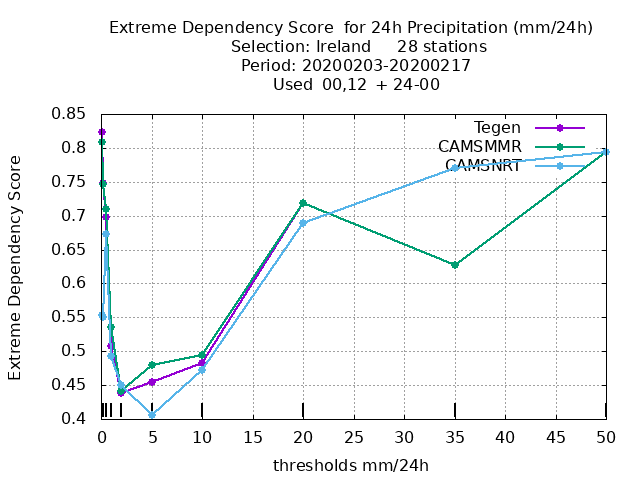 Extreme Dependency Score  for 24h Precipitation (mm/24h)
Selection: Ireland     28 stations
Period: 20200203-20200217
Used  00,12  + 24-00
Tegen
CAMSMMR
CAMSNRT
Extreme Dependency Score
0.85
0.8
0.75
0.7
0.65
0.6
0.55
0.5
0.45
0.4
0 5 10 15 20 25 30 35 40 45 50
thresholds mm/24h